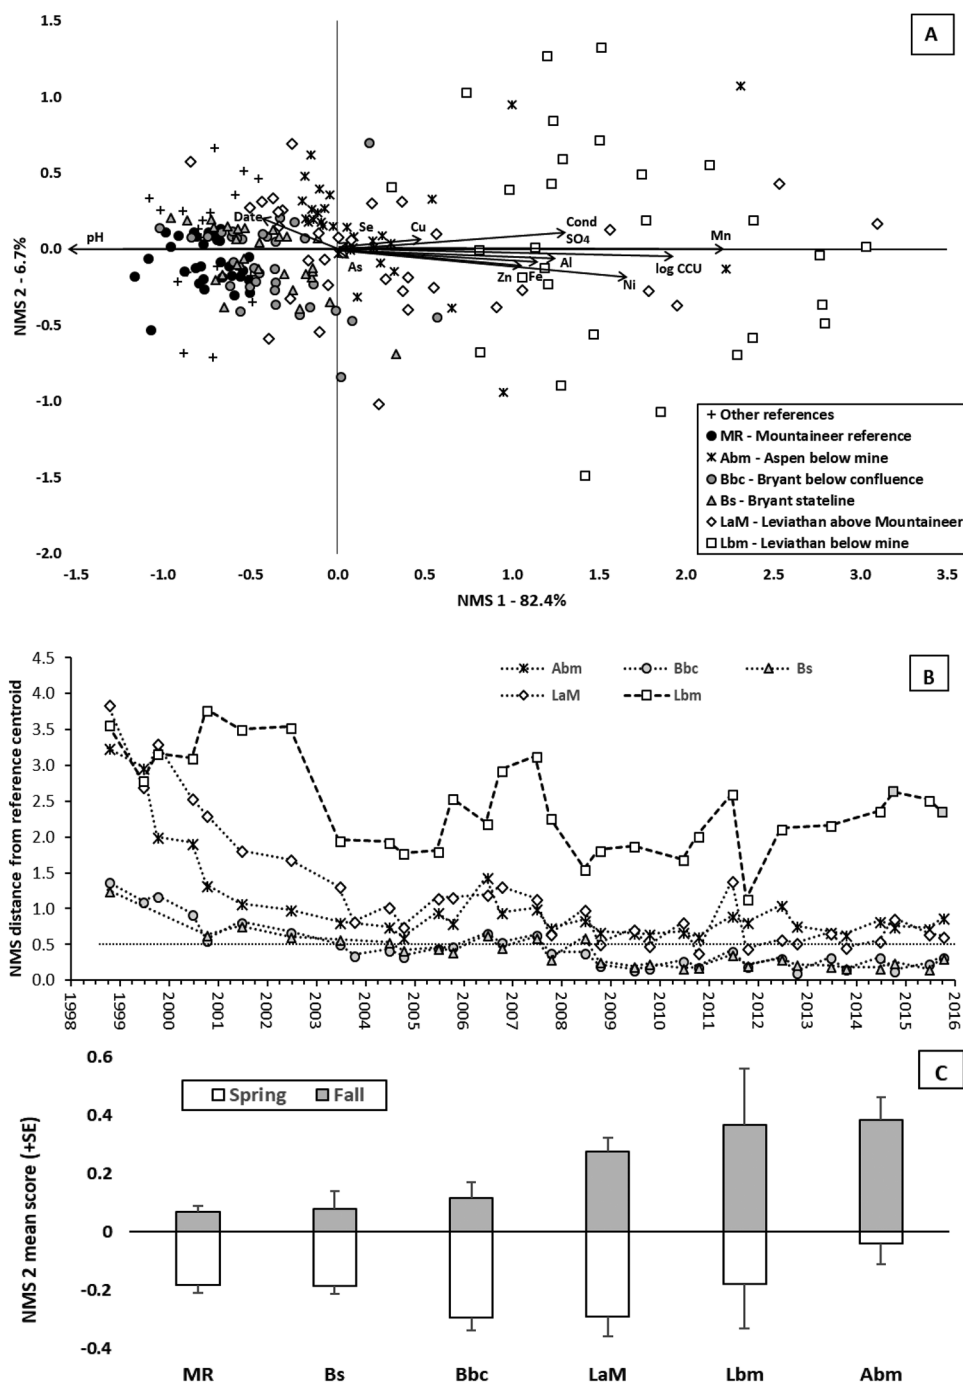 A
1.5
1.0
0.5
0.0
-0.5
-1.0
-1.5
-2.0
NMS 2 - 6.7%
pH
Date
Se
Cu
As
Cond
SO₄
Mn
Al
log CCU
Zn
Fe
Ni
Other references
MR - Mountaineer reference
Abm - Aspen below mine
Bbc - Bryant below confluence
Bs - Bryant stateline
LaM - Leviathan above Mountaineer
Lbm - Leviathan below mine
-1.5 -1.0 -0.5 0.0 0.5 1.0 1.5 2.0 2.5 3.0 3.5
NMS 1 - 82.4%
B
4.5
4.0
3.5
3.0
2.5
2.0
1.5
1.0
0.5
0.0
NMS distance from reference centroid
Abm Bbc Bs
LaM Lbm
1998 1999 2000 2001 2002 2003 2004 2005 2006 2007 2008 2009 2010 2011 2012 2013 2014 2015 2016
C
0.6
0.4
0.2
0
-0.2
-0.4
NMS 2 mean score (+SE)
Spring Fall
MR Bs Bbc LaM Lbm Abm